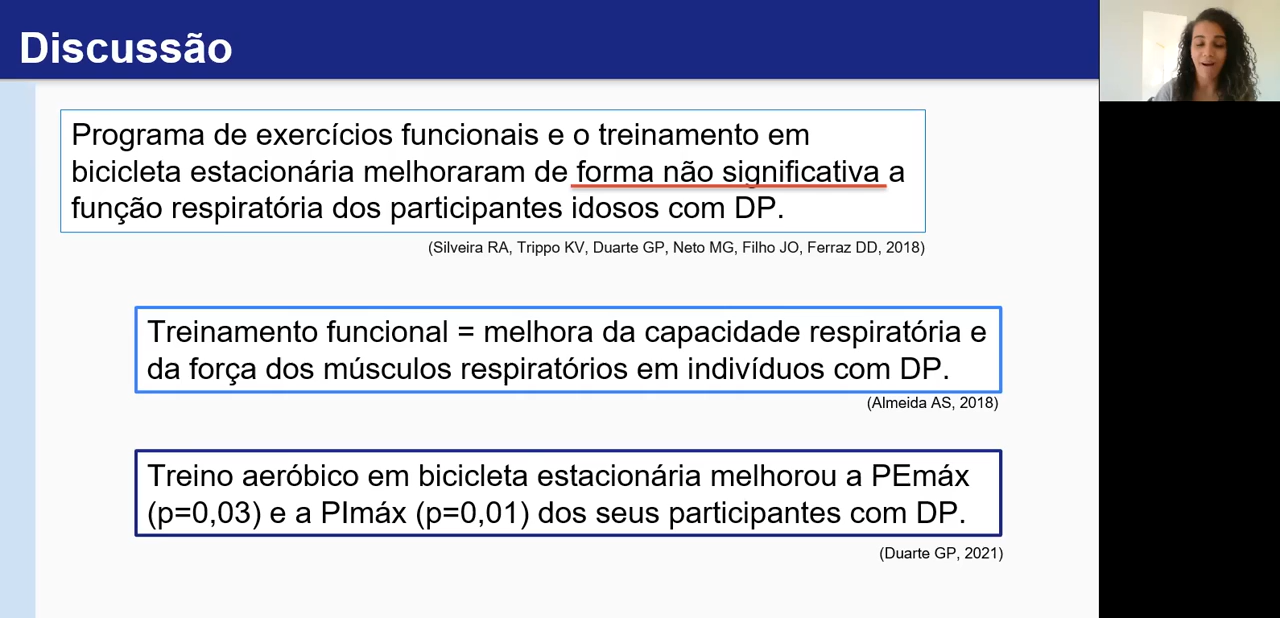 Discussão
Programa de exercícios funcionais e o treinamento em
bicicleta estacionária melhoraram de forma não significativa a
função respiratória dos participantes idosos com DP.
(Silveira RA, Trippo KV, Duarte GP, Neto MG, Filho JO, Ferraz DD, 2018)
Treinamento funcional = melhora da capacidade respiratória e
da força dos músculos respiratórios em indivíduos com DP.
(Almeida AS, 2018)
Treino aeróbico em bicicleta estacionária melhorou a PEmáx
(p=0,03) e a PImáx (p=0,01) dos seus participantes com DP.
(Duarte GP, 2021)